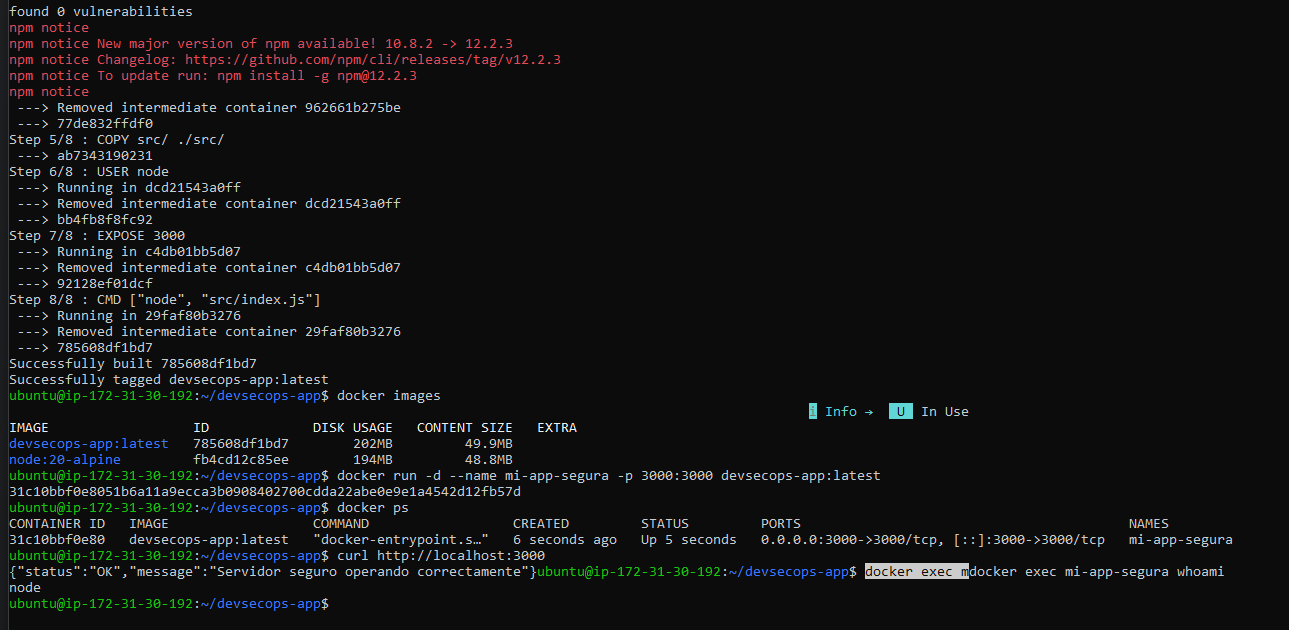 found 0 vulnerabilities
npm notice
npm notice New major version of npm available! 10.8.2 -> 12.2.3
npm notice Changelog: https://github.com/npm/cli/releases/tag/v12.2.3
npm notice To update run: npm install -g npm@12.2.3
npm notice
 ---> Removed intermediate container 962661b275be
 ---> 77de832ffdf0
Step 5/8 : COPY src/ ./src/
 ---> ab7343190231
Step 6/8 : USER node
 ---> Running in dcd21543a0ff
 ---> Removed intermediate container dcd21543a0ff
 ---> bb4fb8f8fc92
Step 7/8 : EXPOSE 3000
 ---> Running in c4db01bb5d07
 ---> Removed intermediate container c4db01bb5d07
 ---> 92128ef01dcf
Step 8/8 : CMD ["node", "src/index.js"]
 ---> Running in 29faf80b3276
 ---> Removed intermediate container 29faf80b3276
 ---> 785608df1bd7
Successfully built 785608df1bd7
Successfully tagged devsecops-app:latest
ubuntu@ip-172-31-30-192:~/devsecops-app$ docker images
i Info → U In Use
IMAGE ID DISK USAGE CONTENT SIZE EXTRA
devsecops-app:latest 785608df1bd7 202MB 49.9MB
node:20-alpine fb4cd12c85ee 194MB 48.8MB
ubuntu@ip-172-31-30-192:~/devsecops-app$ docker run -d --name mi-app-segura -p 3000:3000 devsecops-app:latest
31c10bbf0e8051b6a11a9ecca3b0908402700cdda22abe0e9e1a4542d12fb57d
ubuntu@ip-172-31-30-192:~/devsecops-app$ docker ps
CONTAINER ID IMAGE COMMAND CREATED STATUS PORTS NAMES
31c10bbf0e80 devsecops-app:latest "docker-entrypoint.s…" 6 seconds ago Up 5 seconds 0.0.0.0:3000->3000/tcp, [::]:3000->3000/tcp mi-app-segura
ubuntu@ip-172-31-30-192:~/devsecops-app$ curl http://localhost:3000
{"status":"OK","message":"Servidor seguro operando correctamente"}ubuntu@ip-172-31-30-192:~/devsecops-app$ docker exec mdocker exec mi-app-segura whoami
node
ubuntu@ip-172-31-30-192:~/devsecops-app$